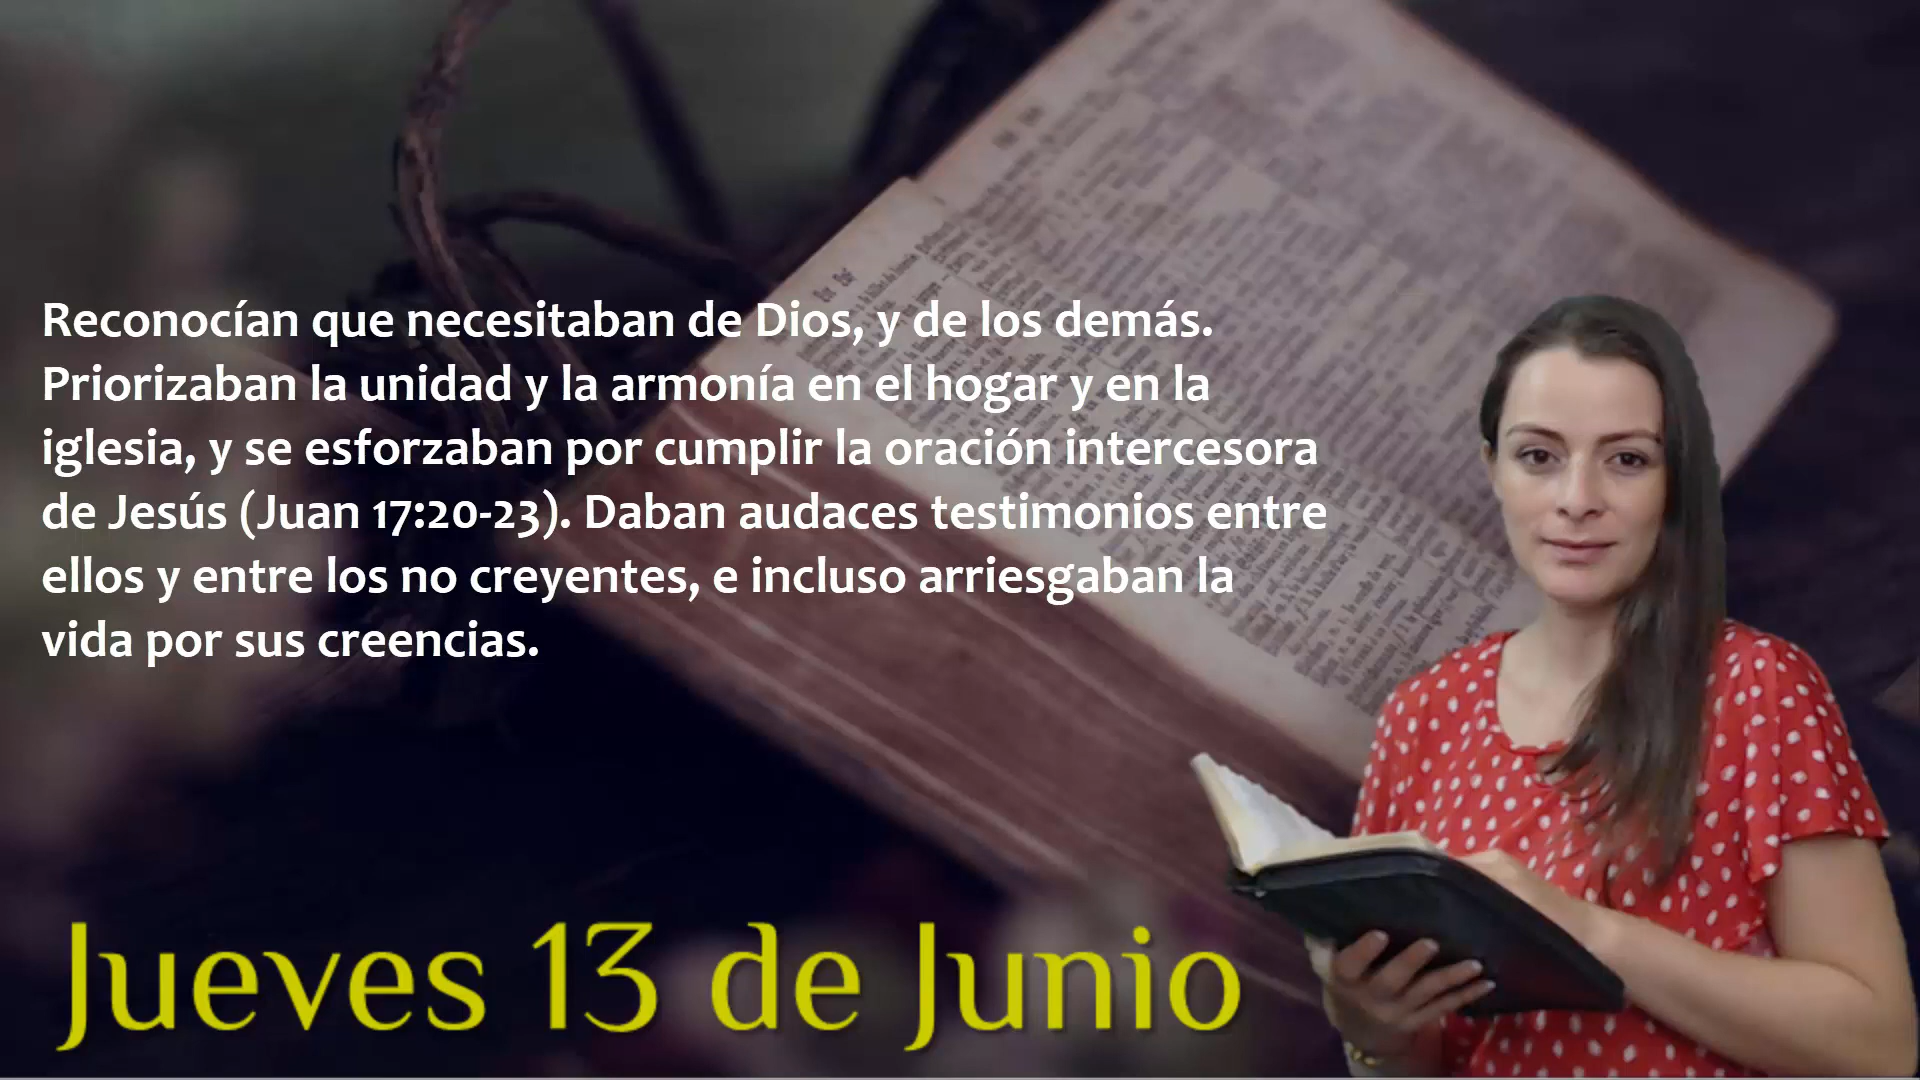 Reconocían que necesitaban de Dios, y de los demás.
Priorizaban la unidad y la armonía en el hogar y en la
iglesia, y se esforzaban por cumplir la oración intercesora
de Jesús (Juan 17:20-23). Daban audaces testimonios entre
ellos y entre los no creyentes, e incluso arriesgaban la
vida por sus creencias.
Jueves 13 de Junio